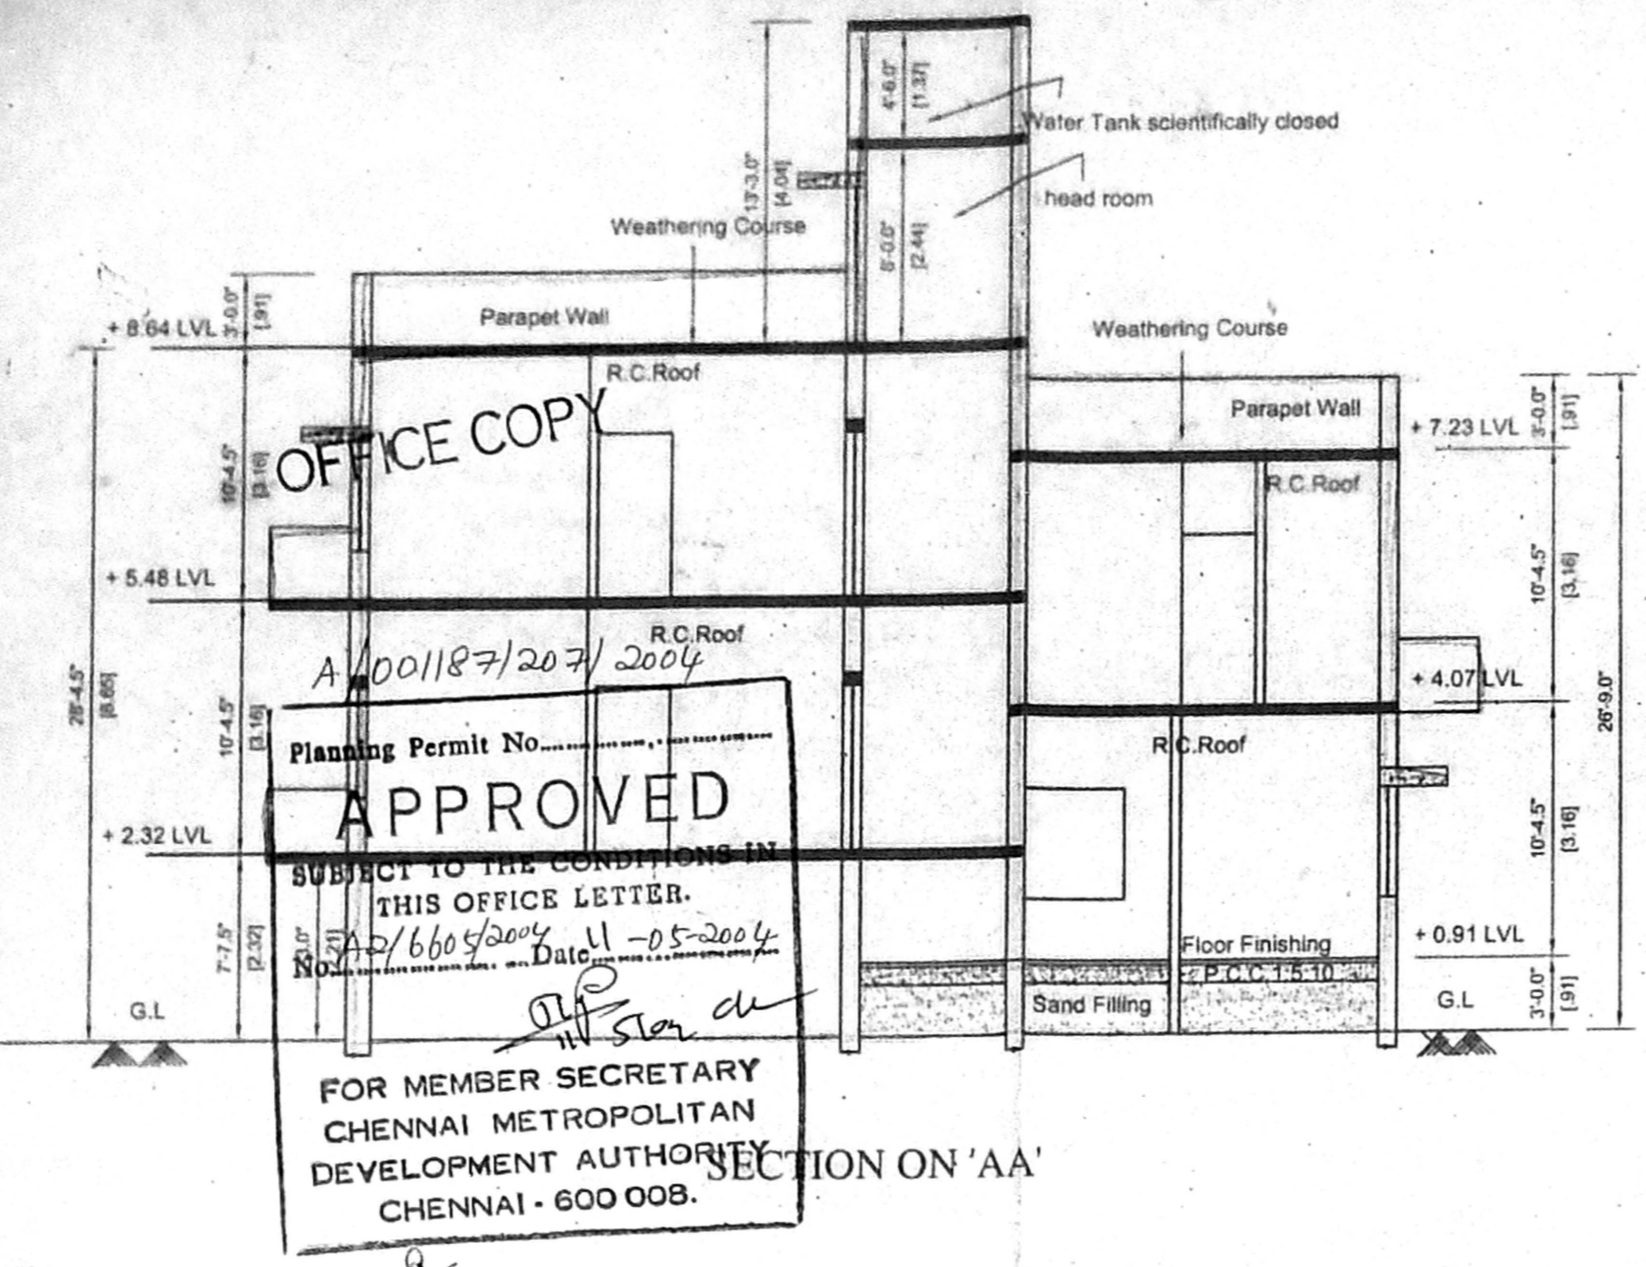 4'-6.0"
[1.37]
Water Tank scientifically closed
13'-3.0"
[4.04]
head room
8'-0.0"
[2.44]
Weathering Course
3'-0.0"
[.91]
+ 8.64 LVL
Parapet Wall
R.C.Roof
Weathering Course
Parapet Wall
+ 7.23 LVL
3'-0.0"
[.91]
R.C.Roof
OFFICE COPY
10'-4.5"
[3.16]
+ 5.48 LVL
10'-4.5"
[3.16]
R.C.Roof
A/001187/207/2004
28'-4.5"
[8.65]
10'-4.5"
[3.16]
+ 4.07 LVL
26'-9.0"
R.C.Roof
Planning Permit No.
APPROVED
+ 2.32 LVL
10'-4.5"
[3.16]
SUBJECT TO THE CONDITIONS IN
THIS OFFICE LETTER.
No. A2/6605/2004 Date 11-05-2004
7'-7.5"
[2.32]
+ 0.91 LVL
Floor Finishing
P.C.C 1:5:10
Sand Filling
G.L
G.L
3'-0.0"
[.91]
FOR MEMBER SECRETARY
CHENNAI METROPOLITAN
DEVELOPMENT AUTHORITY
CHENNAI - 600 008.
SECTION ON 'AA'